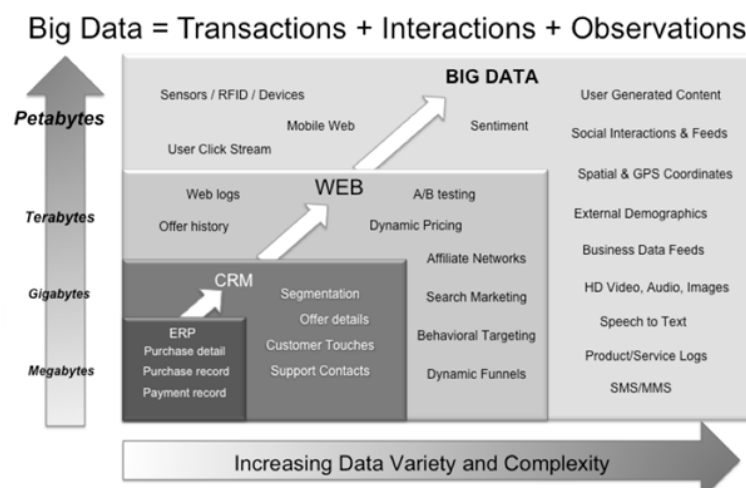 Big Data = Transactions + Interactions + Observations
BIG DATA
Petabytes
Sensors / RFID / Devices
Mobile Web
User Click Stream
Sentiment
User Generated Content
Social Interactions & Feeds
Spatial & GPS Coordinates
External Demographics
Business Data Feeds
HD Video, Audio, Images
Speech to Text
Product/Service Logs
SMS/MMS
Terabytes
WEB
Web logs
Offer history
A/B testing
Dynamic Pricing
Affiliate Networks
Search Marketing
Behavioral Targeting
Dynamic Funnels
Gigabytes
CRM
Segmentation
Offer details
Customer Touches
Support Contacts
Megabytes
ERP
Purchase detail
Purchase record
Payment record
Increasing Data Variety and Complexity